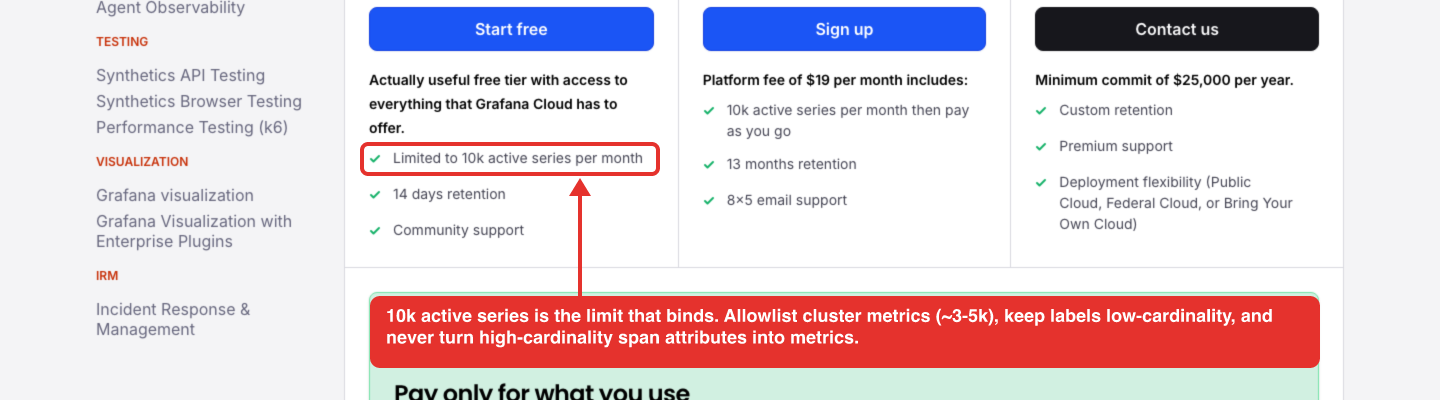 Agent Observability
TESTING
Synthetics API Testing
Synthetics Browser Testing
Performance Testing (k6)
VISUALIZATION
Grafana visualization
Grafana Visualization with
Enterprise Plugins
IRM
Incident Response &
Management
Start free
Actually useful free tier with access to
everything that Grafana Cloud has to
offer.
Limited to 10k active series per month
14 days retention
Community support
Sign up
Platform fee of $19 per month includes:
10k active series per month then pay
as you go
13 months retention
8×5 email support
Contact us
Minimum commit of $25,000 per year.
Custom retention
Premium support
Deployment flexibility (Public
Cloud, Federal Cloud, or Bring Your
Own Cloud)
10k active series is the limit that binds. Allowlist cluster metrics (~3-5k), keep labels low-cardinality, and
never turn high-cardinality span attributes into metrics.
Pay only for what you use